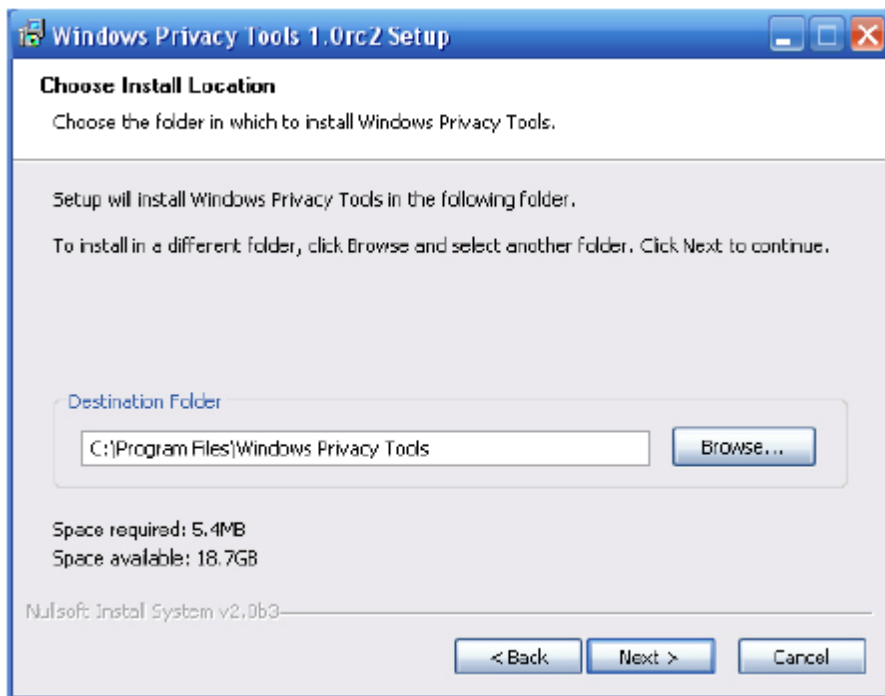 Windows Privacy Tools 1.0rc2 Setup
Choose Install Location
Choose the folder in which to install Windows Privacy Tools.
Setup will install Windows Privacy Tools in the following folder.
To install in a different folder, click Browse and select another folder. Click Next to continue.
Destination Folder
C:\Program Files\Windows Privacy Tools
Browse...
Space required: 5.4MB
Space available: 18.7GB
Nullsoft Install System v2.0b3
< Back Next > Cancel